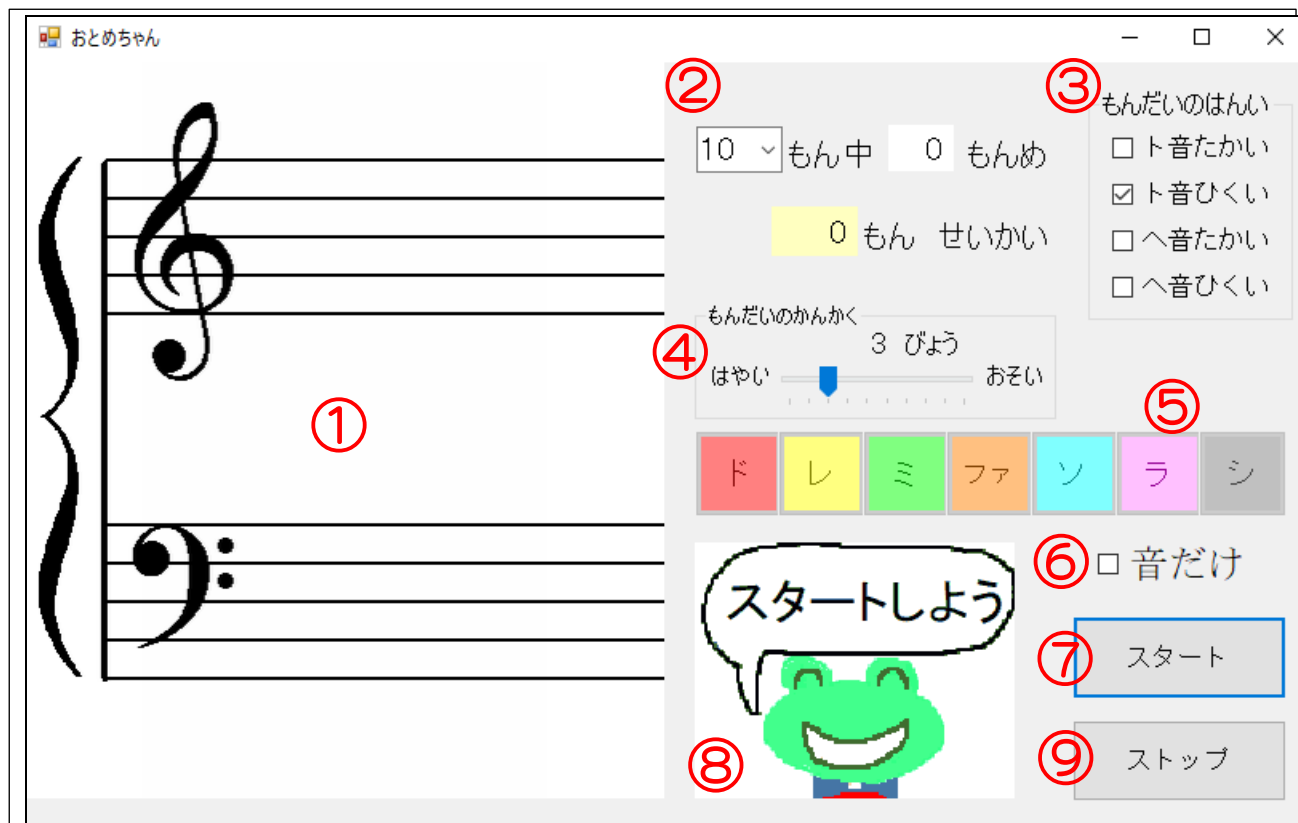 おとめちゃん
②
③
もんだいのはんい
10 もん中 0 もんめ
ト音たかい
ト音ひくい
0 もん せいかい
ヘ音たかい
ヘ音ひくい
もんだいのかんかく
④
3 びょう
はやい おそい
①
⑤
ド レ ミ ファ ソ ラ シ
⑥ 音だけ
スタートしよう
⑦ スタート
⑧
⑨ ストップ